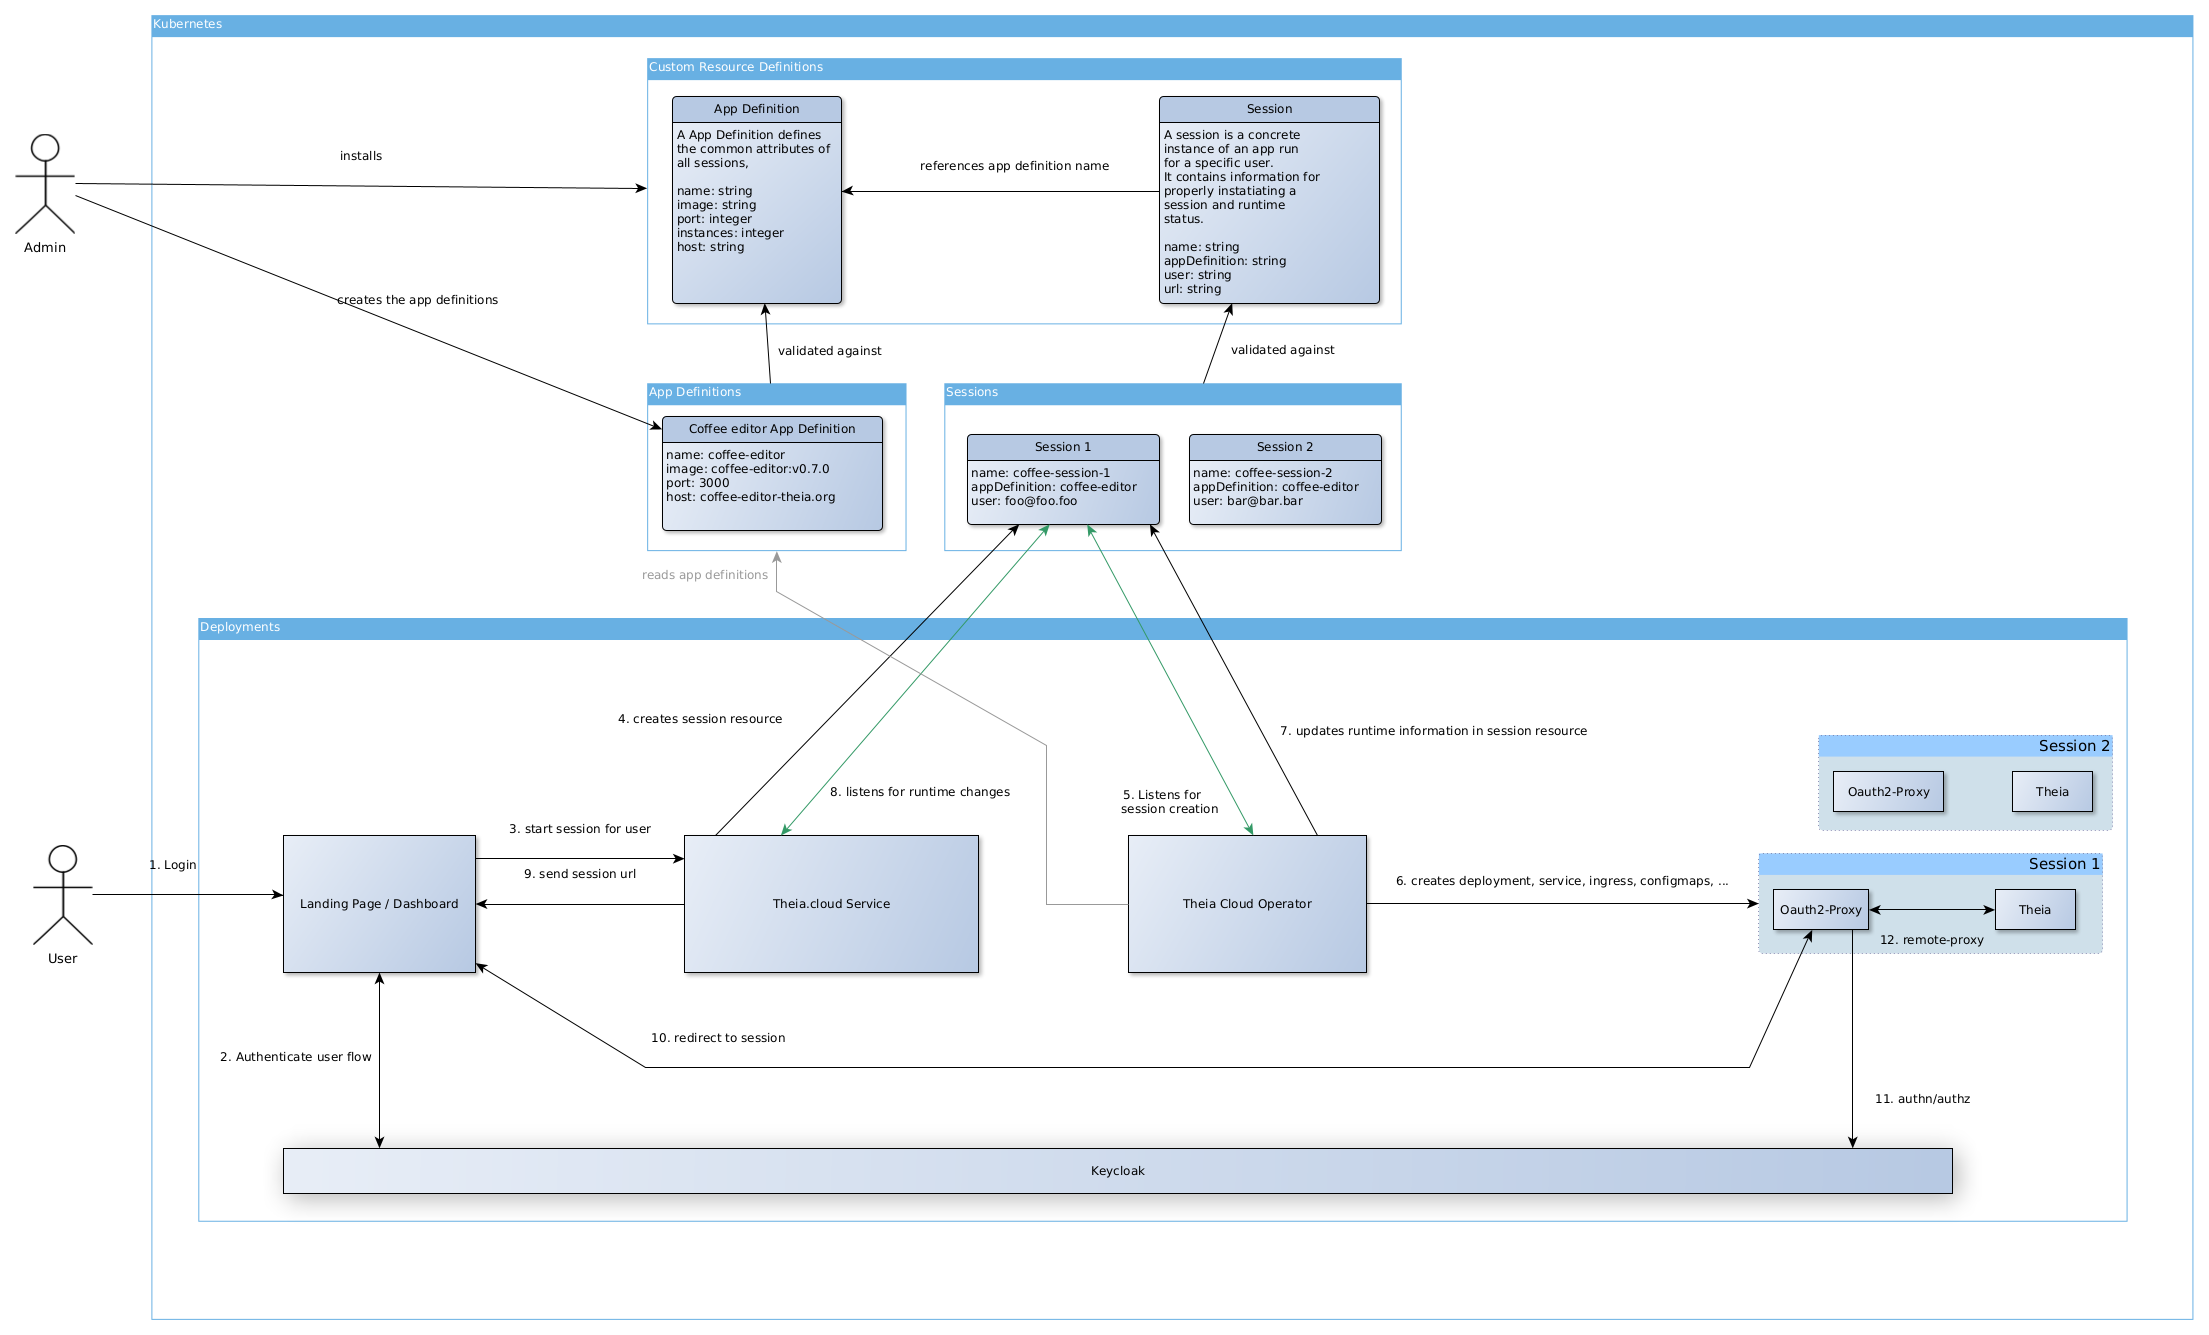 Kubernetes
Custom Resource Definitions
App Definition
A App Definition defines
the common attributes of
all sessions,
name: string
image: string
port: integer
instances: integer
host: string
references app definition name
Session
A session is a concrete
instance of an app run
for a specific user.
It contains information for
properly instatiating a
session and runtime
status.
name: string
appDefinition: string
user: string
url: string
installs
Admin
creates the app definitions
validated against
validated against
App Definitions
Coffee editor App Definition
name: coffee-editor
image: coffee-editor:v0.7.0
port: 3000
host: coffee-editor-theia.org
Sessions
Session 1
name: coffee-session-1
appDefinition: coffee-editor
user: foo@foo.foo
Session 2
name: coffee-session-2
appDefinition: coffee-editor
user: bar@bar.bar
reads app definitions
Deployments
4. creates session resource
7. updates runtime information in session resource
8. listens for runtime changes
5. Listens for
session creation
Session 2
Oauth2-Proxy
Theia
3. start session for user
9. send session url
1. Login
User
Landing Page / Dashboard
Theia.cloud Service
Theia Cloud Operator
6. creates deployment, service, ingress, configmaps, ...
Session 1
Oauth2-Proxy
Theia
12. remote-proxy
10. redirect to session
2. Authenticate user flow
11. authn/authz
Keycloak